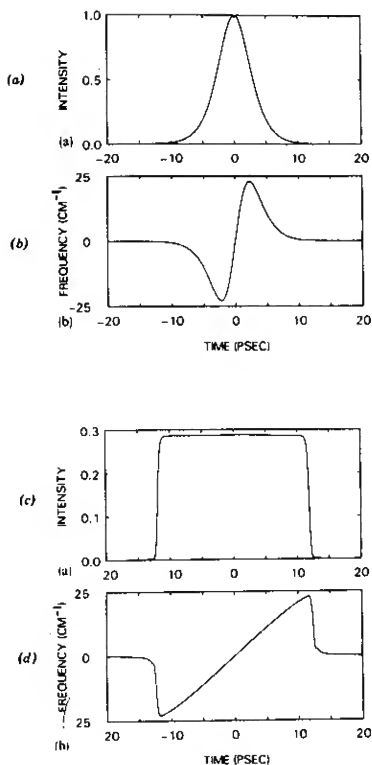 (a)
INTENSITY
1.0
0.5
0.0
(a)
-20 -10 0 10 20
(b)
FREQUENCY (CM⁻¹)
25
0
-25
(b)
-20 -10 0 10 20
TIME (PSEC)
(c)
INTENSITY
0.3
0.2
0.1
0.0
(a)
20 10 0 10 20
(d)
FREQUENCY (CM⁻¹)
25
0
25
(b)
20 10 0 10 20
TIME (PSEC)